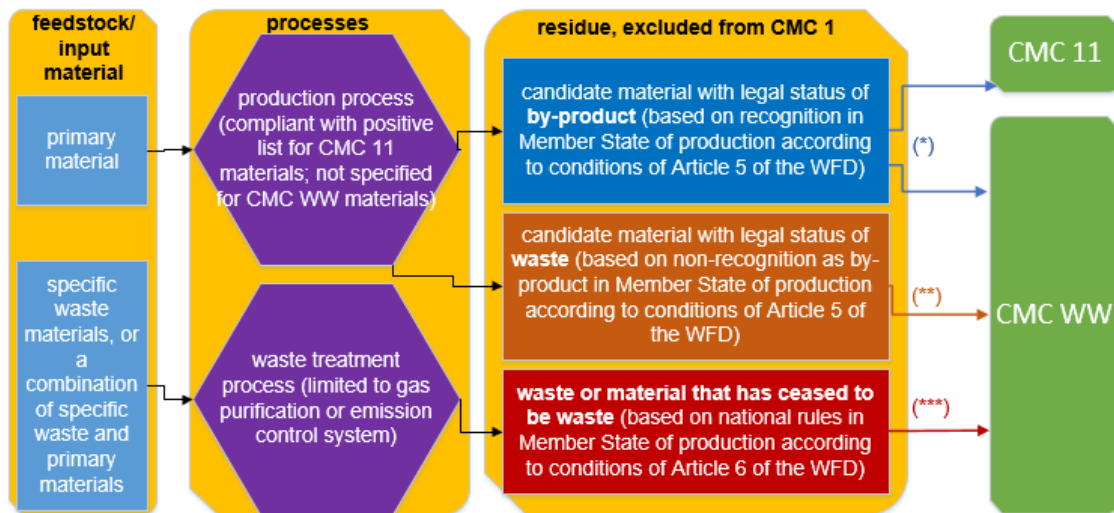 feedstock/
input
material
processes
residue, excluded from CMC 1
primary
material
specific
waste
materials, or
a
combination
of specific
waste and
primary
materials
production process
(compliant with positive
list for CMC 11
materials; not specified
for CMC WW materials)
waste treatment
process (limited to gas
purification or emission
control system)
candidate material with legal status of
by-product (based on recognition in
Member State of production according
to conditions of Article 5 of the WFD)
candidate material with legal status of
waste (based on non-recognition as by-
product in Member State of production
according to conditions of Article 5 of
the WFD)
waste or material that has ceased to
be waste (based on national rules in
Member State of production according
to conditions of Article 6 of the WFD)
(*)
(**)
(***)
CMC 11
CMC WW